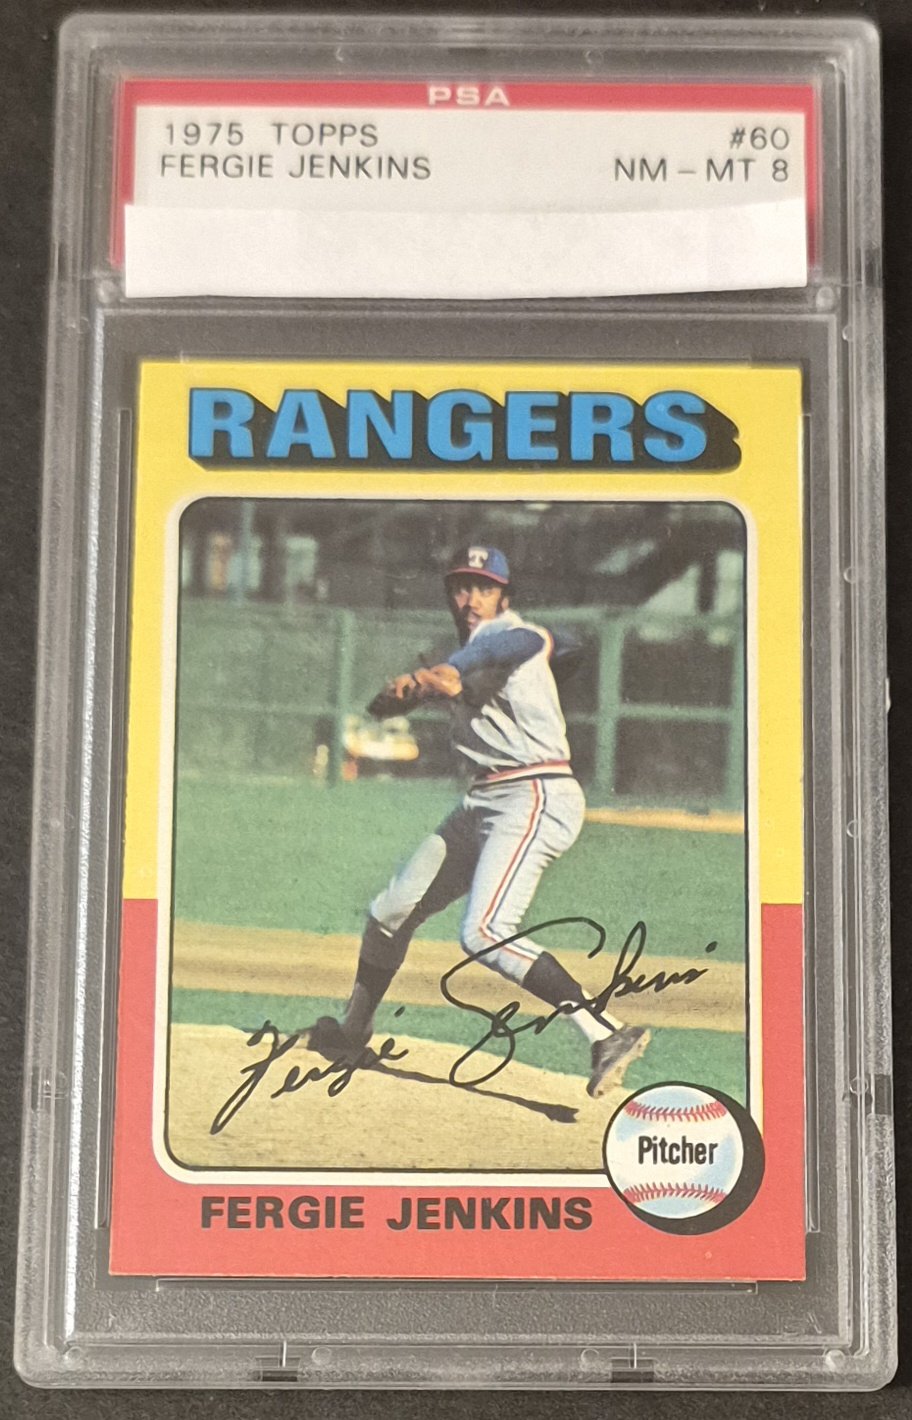 PSA
1975 TOPPS #60
FERGIE JENKINS NM - MT 8
RANGERS
T
Fergie Jenkins
Pitcher
FERGIE JENKINS